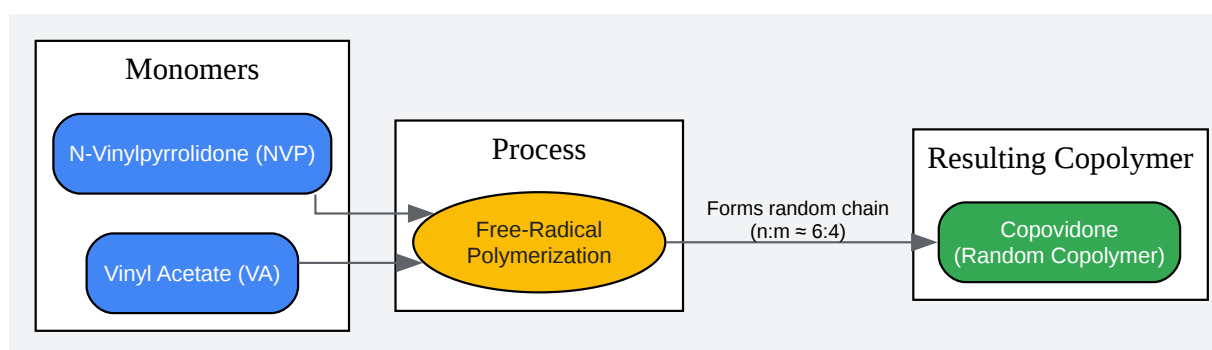 Monomers
N-Vinylpyrrolidone (NVP)
Vinyl Acetate (VA)
Process
Free-Radical
Polymerization
Forms random chain
(n:m ≈ 6:4)
Resulting Copolymer
Copovidone
(Random Copolymer)